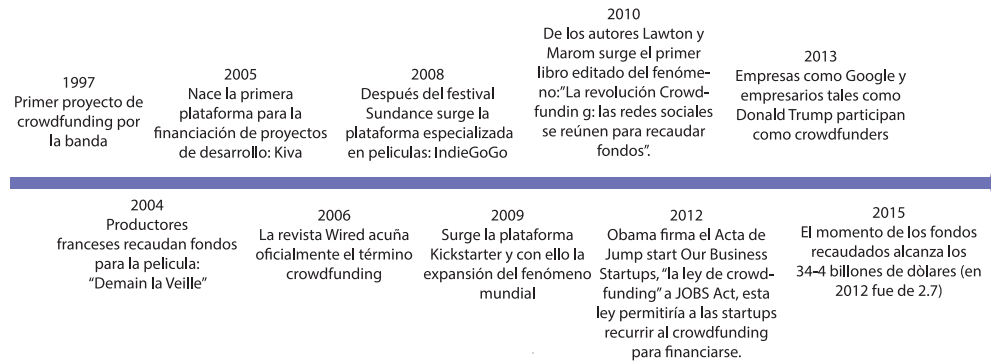 1997
Primer proyecto de
crowdfunding por
la banda
2005
Nace la primera
plataforma para la
financiación de proyectos
de desarrollo: Kiva
2008
Después del festival
Sundance surge la
plataforma especializada
en peliculas: IndieGoGo
2010
De los autores Lawton y
Marom surge el primer
libro editado del fenóme-
no:"La revolución Crowd-
fundin g: las redes sociales
se reúnen para recaudar
fondos".
2013
Empresas como Google y
empresarios tales como
Donald Trump participan
como crowdfunders
2004
Productores
franceses recaudan fondos
para la pelicula:
"Demain la Veille"
2006
La revista Wired acuña
oficialmente el término
crowdfunding
2009
Surge la plataforma
Kickstarter y con ello la
expansión del fenómeno
mundial
2012
Obama firma el Acta de
Jump start Our Business
Startups, "la ley de crowd-
funding" a JOBS Act, esta
ley permitiría a las startups
recurrir al crowdfunding
para financiarse.
2015
El momento de los fondos
recaudados alcanza los
34-4 billones de dòlares (en
2012 fue de 2.7)